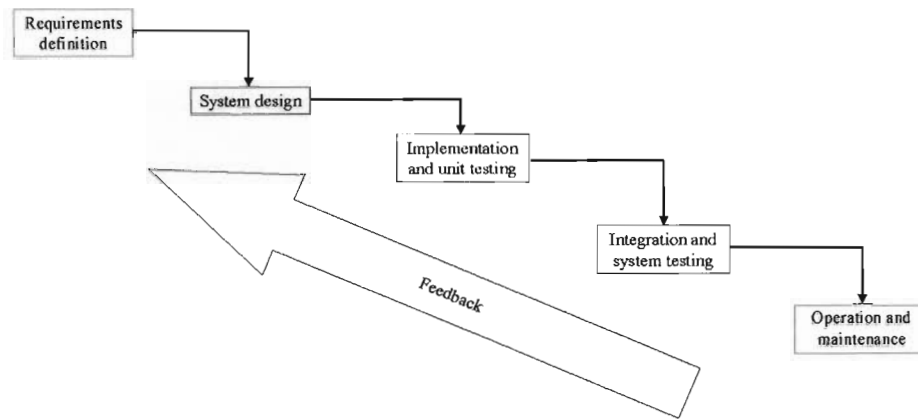 Requirements
definition
System design
Implementation
and unit testing
Integration and
system testing
Operation and
maintenance
Feedback